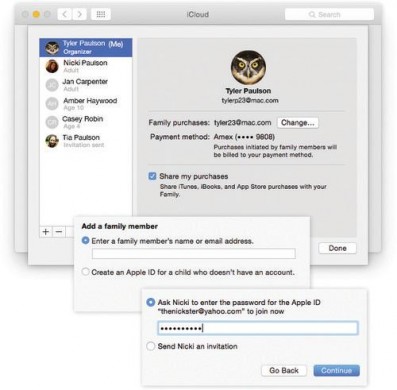 iCloud
Search
Tyler Paulson (Me)
Organizer
Nicki Paulson
Adult
JC
Jan Carpenter
Adult
AH
Amber Haywood
Age 10
CR
Casey Robin
Age 4
Tia Paulson
Invitation sent
Tyler Paulson
tylerp23@mac.com
Family purchases: tyler23@mac.com Change...
Payment method: Amex (•••• 9808)
Purchases initiated by family members will
be billed to your payment method.
Share my purchases
Share iTunes, iBooks, and App Store purchases with your
Family.
+ −
Done
Add a family member
Enter a family member's name or email address.
Create an Apple ID for a child who doesn't have an account.
Ask Nicki to enter the password for the Apple ID
"thenickster@yahoo.com" to join now
••••••••••
Send Nicki an invitation
Go Back Continue